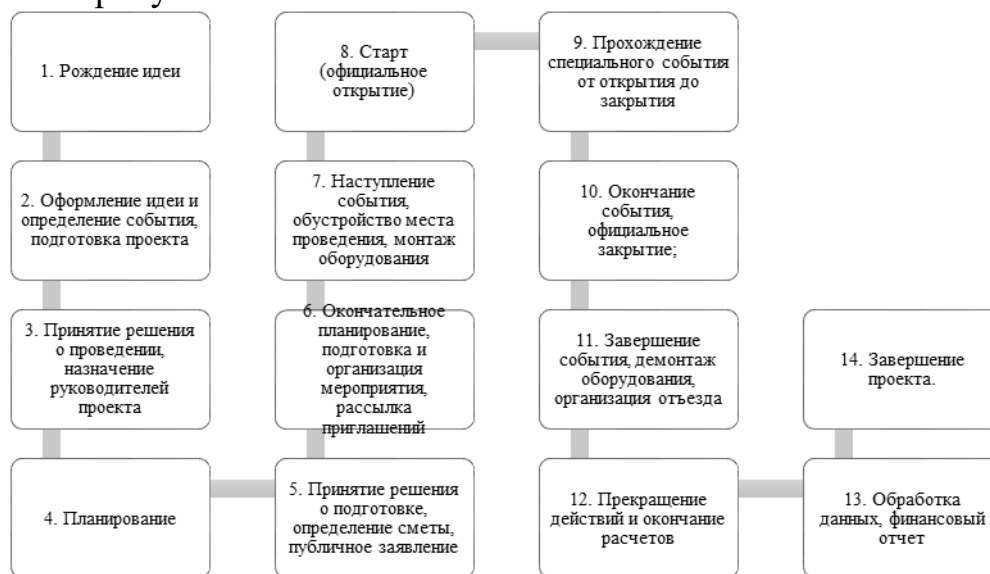 1. Рождение идеи
2. Оформление идеи и
определение события,
подготовка проекта
3. Принятие решения
о проведении,
назначение
руководителей
проекта
4. Планирование
5. Принятие решения
о подготовке,
определение сметы,
публичное заявление
6. Окончательное
планирование,
подготовка и
организация
мероприятия,
рассылка
приглашений
7. Наступление
события,
обустройство места
проведения, монтаж
оборудования
8. Старт
(официальное
открытие)
9. Прохождение
специального события
от открытия до
закрытия
10. Окончание
события,
официальное
закрытие;
11. Завершение
события, демонтаж
оборудования,
организация отъезда
12. Прекращение
действий и окончание
расчетов
13. Обработка
данных, финансовый
отчет
14. Завершение
проекта.